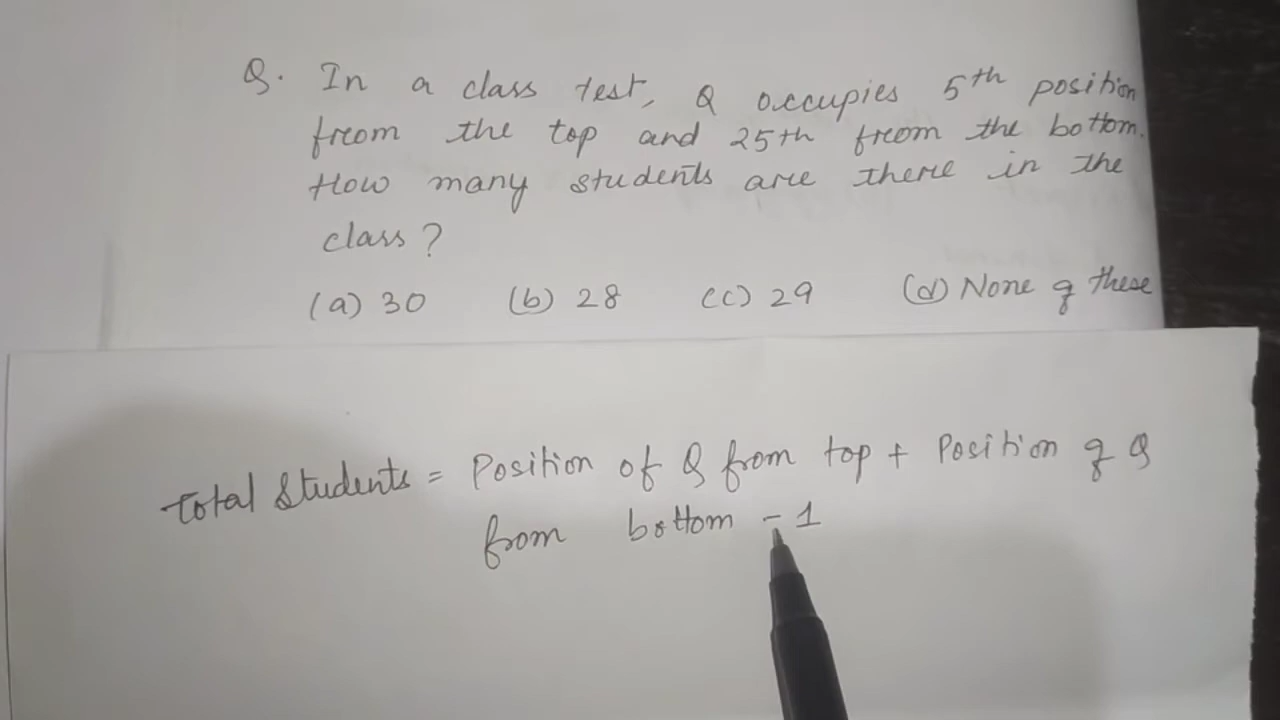 Q. In a class test, Q occupies 5th position
from the top and 25th from the bottom.
How many students are there in the
class?
(a) 30 (b) 28 (c) 29 (d) None of these
Total Students = Position of Q from top + Position of Q
from bottom - 1